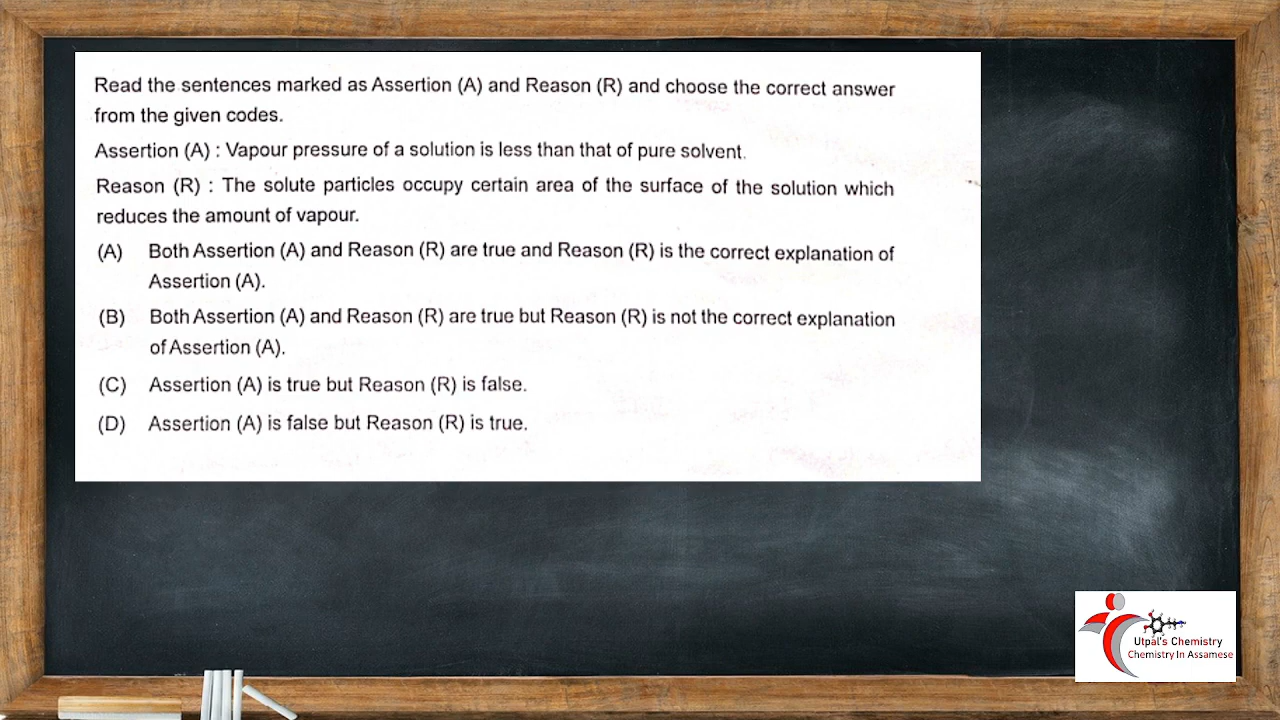 Read the sentences marked as Assertion (A) and Reason (R) and choose the correct answer
from the given codes.
Assertion (A) : Vapour pressure of a solution is less than that of pure solvent.
Reason (R) : The solute particles occupy certain area of the surface of the solution which
reduces the amount of vapour.
(A) Both Assertion (A) and Reason (R) are true and Reason (R) is the correct explanation of
Assertion (A).
(B) Both Assertion (A) and Reason (R) are true but Reason (R) is not the correct explanation
of Assertion (A).
(C) Assertion (A) is true but Reason (R) is false.
(D) Assertion (A) is false but Reason (R) is true.
Utpal's Chemistry
Chemistry In Assamese